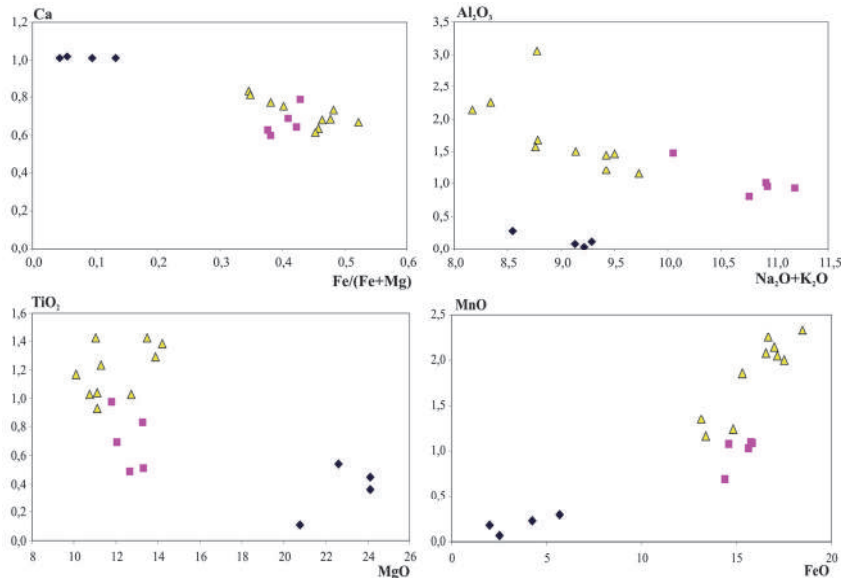 Ca
1,2
1,0
0,8
0,6
0,4
0,2
0,0
0,0 0,1 0,2 0,3 0,4 0,5 0,6
Fe/(Fe+Mg)
Al₂O₃
3,5
3,0
2,5
2,0
1,5
1,0
0,5
0,0
8,0 8,5 9,0 9,5 10,0 10,5 11,0 11,5
Na₂O+K₂O
TiO₂
1,6
1,4
1,2
1,0
0,8
0,6
0,4
0,2
0,0
8 10 12 14 16 18 20 22 24 26
MgO
MnO
2,5
2,0
1,5
1,0
0,5
0,0
0 5 10 15 20
FeO